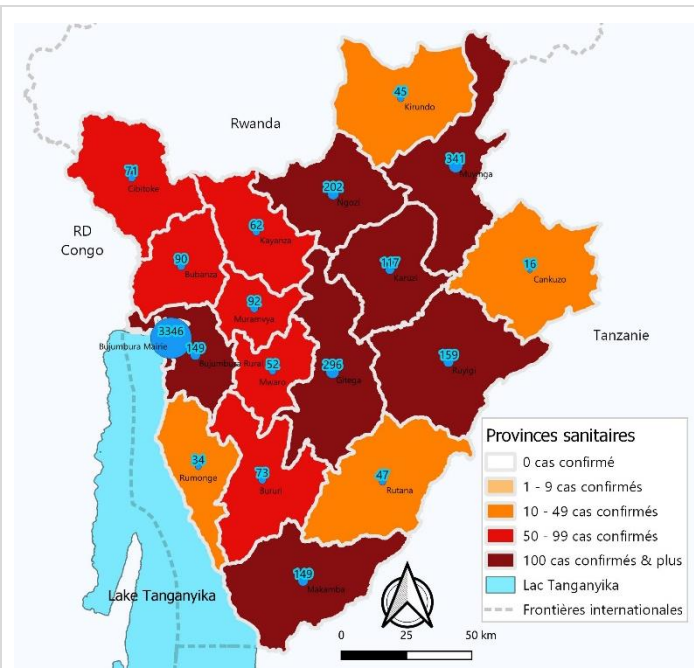 45
Kirundo
Rwanda
341
Muyinga
71
Cibitoke
202
Ngozi
62
Kayanza
RD
Congo
90
Bubanza
117
Karuzi
16
Cankuzo
92
Muramvya
3346
Bujumbura Mairie
149
Bujumbura Rural
Tanzanie
52
Mwaro
296
Gitega
159
Ruyigi
34
Rumonge
73
Bururi
47
Rutana
149
Makamba
Lake Tanganyika
Provinces sanitaires
0 cas confirmé
1 - 9 cas confirmés
10 - 49 cas confirmés
50 - 99 cas confirmés
100 cas confirmés & plus
Lac Tanganyika
Frontières internationales
0 25 50 km